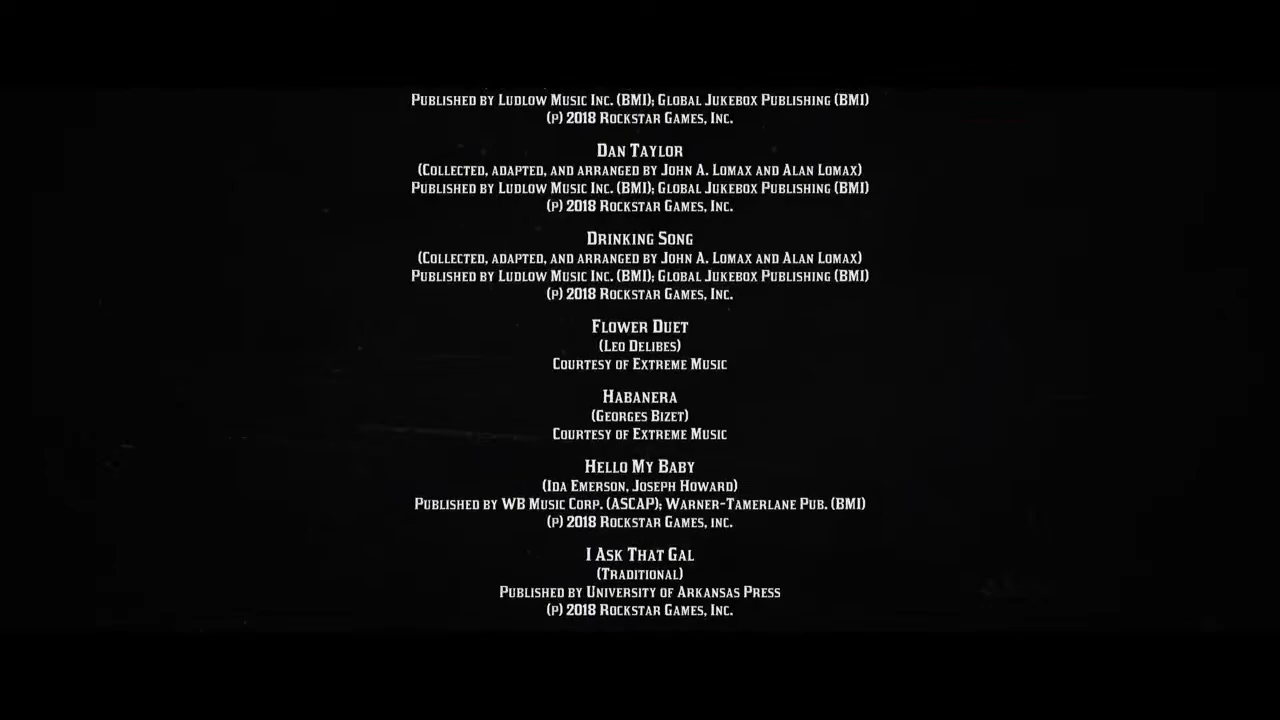 Published by Ludlow Music Inc. (BMI); Global Jukebox Publishing (BMI)
(P) 2018 Rockstar Games, Inc.
Dan Taylor
(Collected, adapted, and arranged by John A. Lomax and Alan Lomax)
Published by Ludlow Music Inc. (BMI); Global Jukebox Publishing (BMI)
(P) 2018 Rockstar Games, Inc.
Drinking Song
(Collected, adapted, and arranged by John A. Lomax and Alan Lomax)
Published by Ludlow Music Inc. (BMI); Global Jukebox Publishing (BMI)
(P) 2018 Rockstar Games, Inc.
Flower Duet
(Leo Delibes)
Courtesy of Extreme Music
Habanera
(Georges Bizet)
Courtesy of Extreme Music
Hello My Baby
(Ida Emerson, Joseph Howard)
Published by WB Music Corp. (ASCAP); Warner-Tamerlane Pub. (BMI)
(P) 2018 Rockstar Games, inc.
I Ask That Gal
(Traditional)
Published by University of Arkansas Press
(P) 2018 Rockstar Games, Inc.